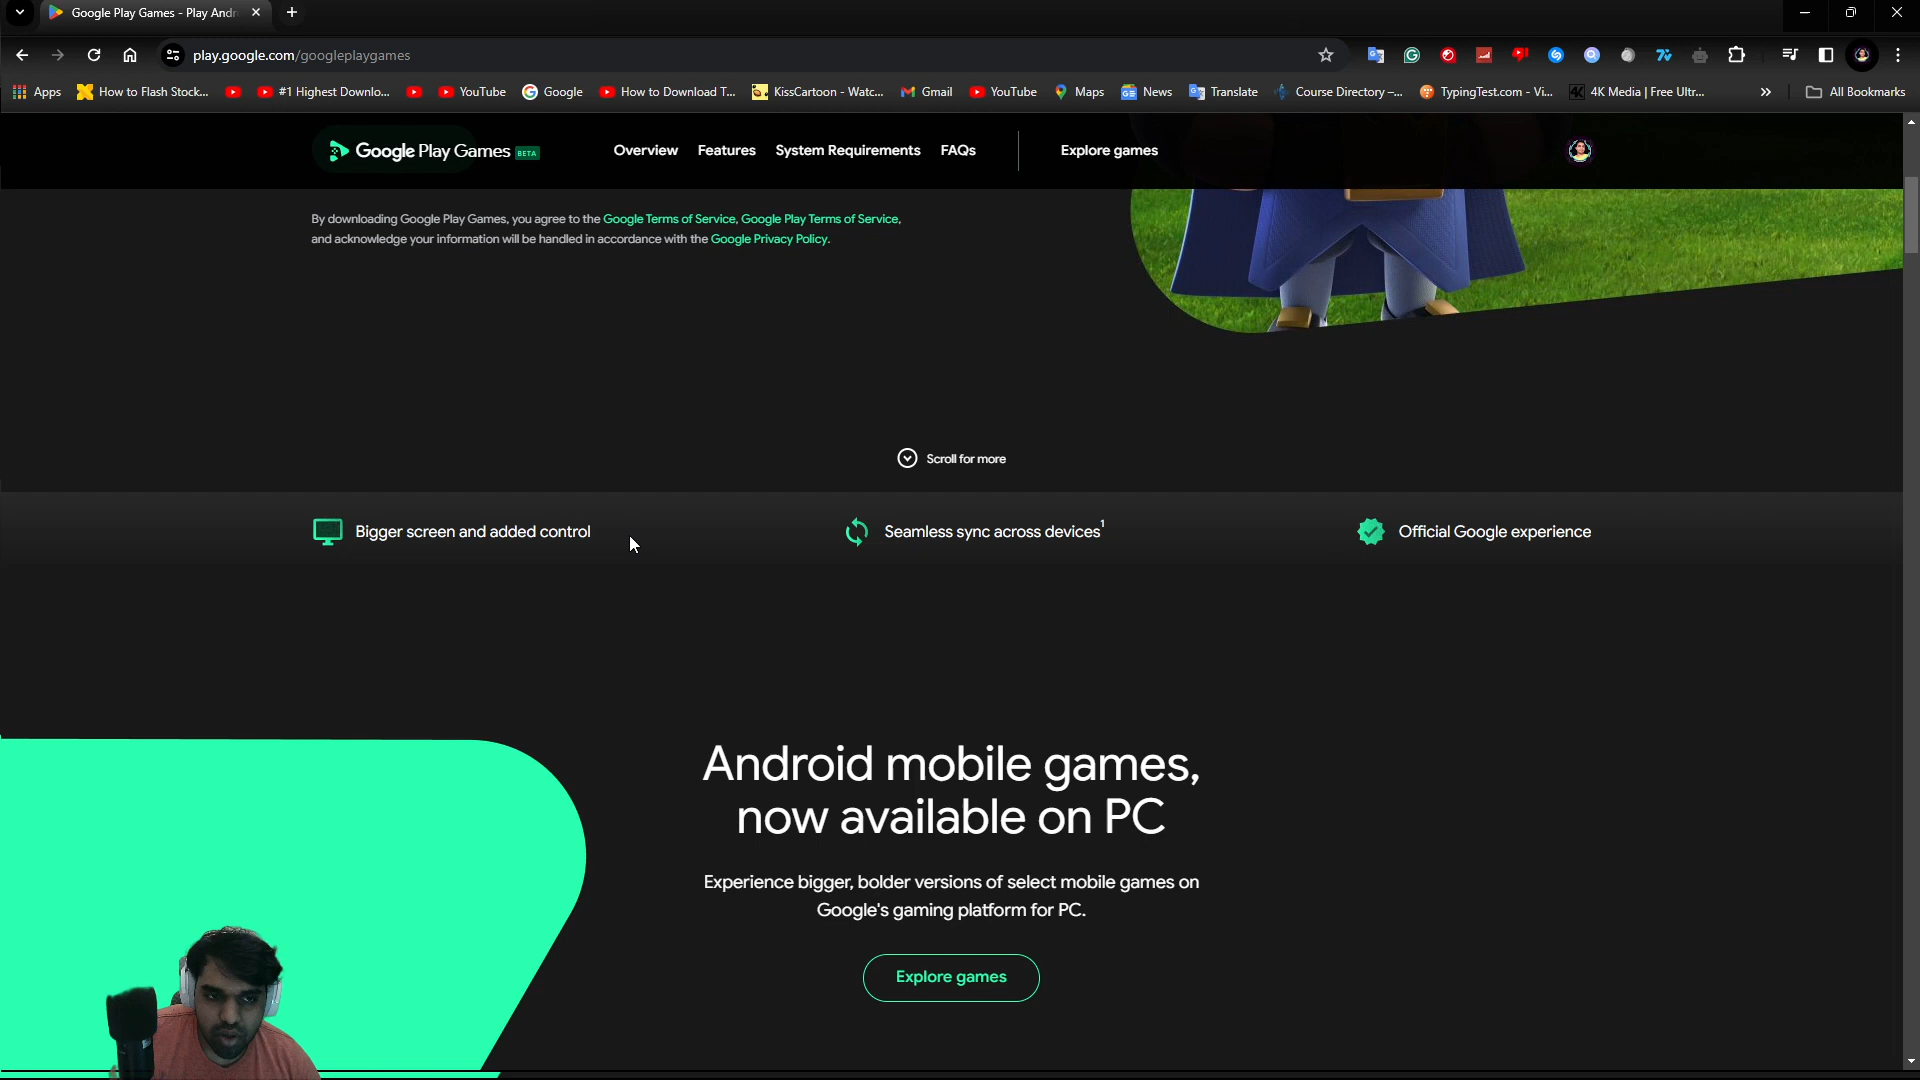 Google Play Games - Play Andr
play.google.com/googleplaygames
Apps
How to Flash Stock...
#1 Highest Downlo...
YouTube
Google
How to Download T...
KissCartoon - Watc...
Gmail
YouTube
Maps
News
Translate
Course Directory –...
TypingTest.com - Vi...
4K Media | Free Ultr...
All Bookmarks
Google Play Games BETA
Overview
Features
System Requirements
FAQs
Explore games
By downloading Google Play Games, you agree to the Google Terms of Service, Google Play Terms of Service,
and acknowledge your information will be handled in accordance with the Google Privacy Policy.
Scroll for more
Bigger screen and added control
Seamless sync across devices1
Official Google experience
Android mobile games,
now available on PC
Experience bigger, bolder versions of select mobile games on
Google's gaming platform for PC.
Explore games